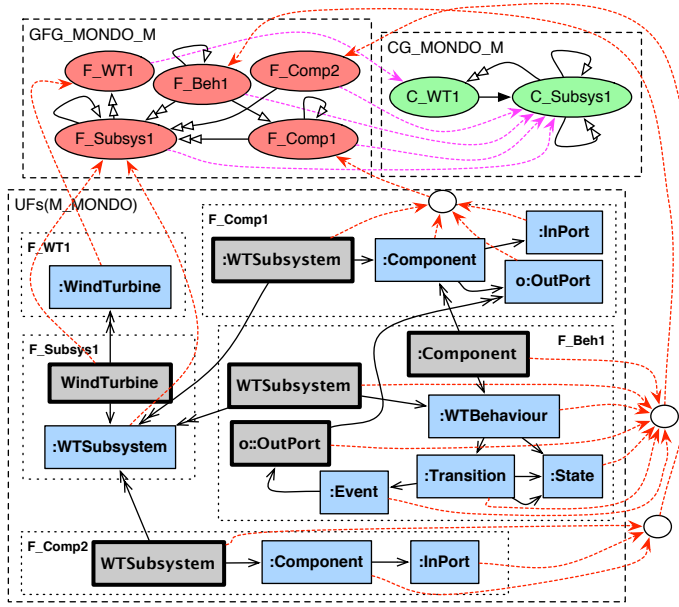 GFG_MONDO_M
CG_MONDO_M
F_WT1
F_Beh1
F_Comp2
F_Subsys1
F_Comp1
C_WT1
C_Subsys1
UFs(M_MONDO)
F_Comp1
:WTSubsystem
:Component
:InPort
o:OutPort
F_WT1
:WindTurbine
F_Subsys1
WindTurbine
:WTSubsystem
F_Beh1
:Component
WTSubsystem
:WTBehaviour
o::OutPort
:Transition
:State
:Event
F_Comp2
WTSubsystem
:Component
:InPort